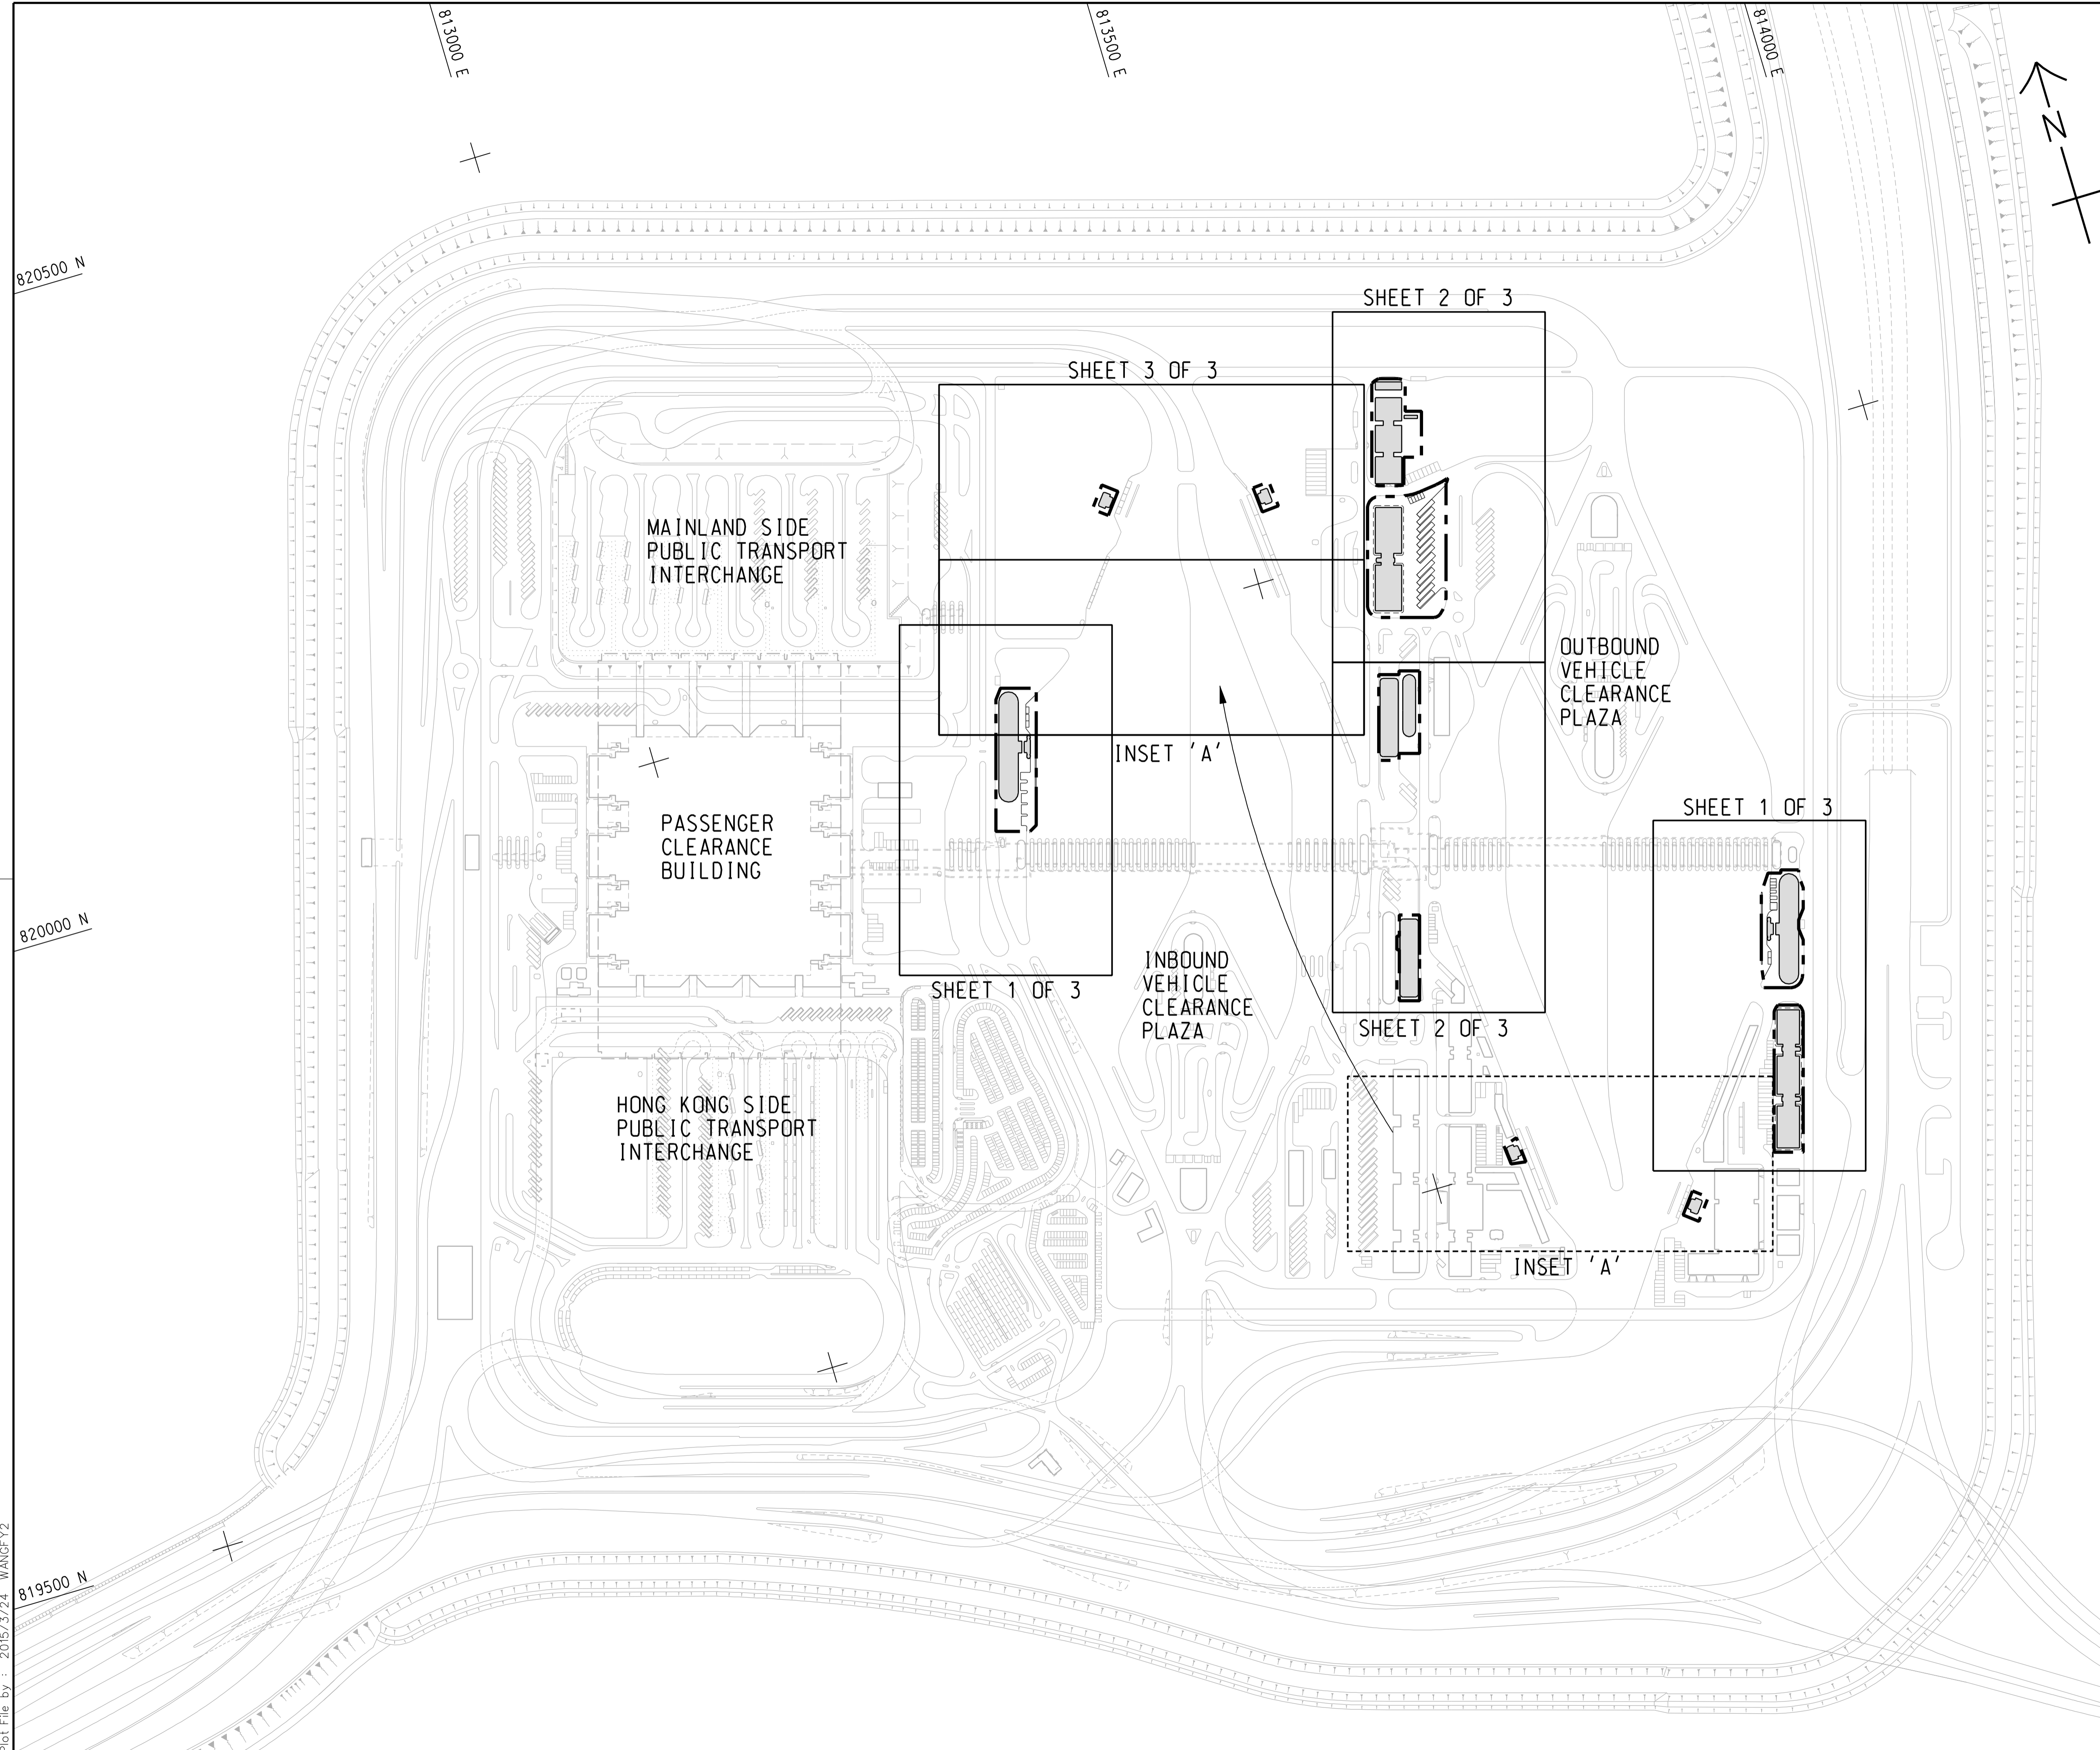 813000 E
813500 E
814000 E
N
820500 N
SHEET 2 OF 3
SHEET 3 OF 3
MAINLAND SIDE
PUBLIC TRANSPORT
INTERCHANGE
OUTBOUND
VEHICLE
CLEARANCE
PLAZA
INSET 'A'
SHEET 1 OF 3
PASSENGER
CLEARANCE
BUILDING
820000 N
INBOUND
VEHICLE
CLEARANCE
PLAZA
SHEET 1 OF 3
SHEET 2 OF 3
HONG KONG SIDE
PUBLIC TRANSPORT
INTERCHANGE
INSET 'A'
819500 N
Plot File by : 2015/3/24 WANGFY2